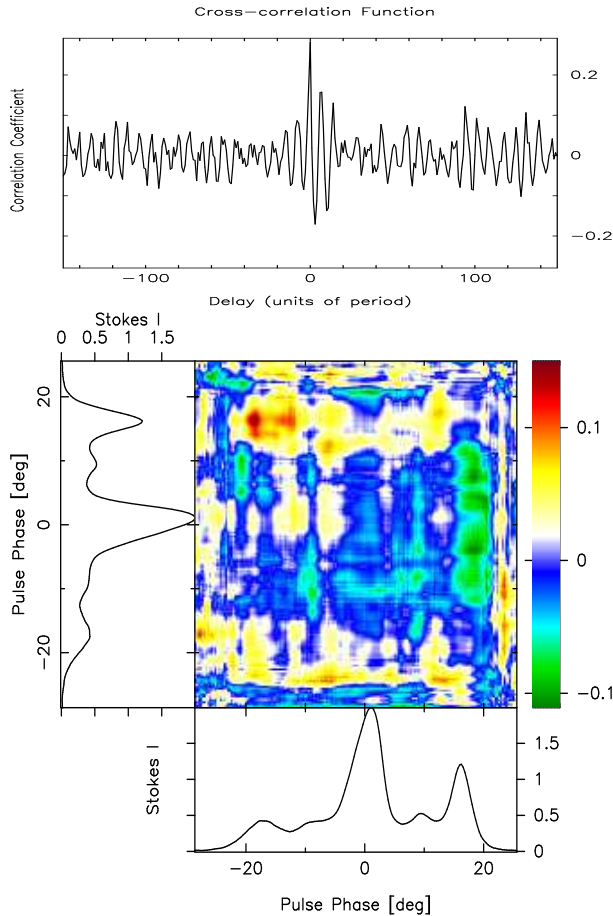 Cross-correlation Function
Correlation Coefficient
0.2
0
-0.2
-100 0 100
Delay (units of period)
Stokes I
0 0.5 1 1.5
Pulse Phase [deg]
20
0
-20
0.1
0
-0.1
Stokes I
1.5
1
0.5
0
-20 0 20
Pulse Phase [deg]